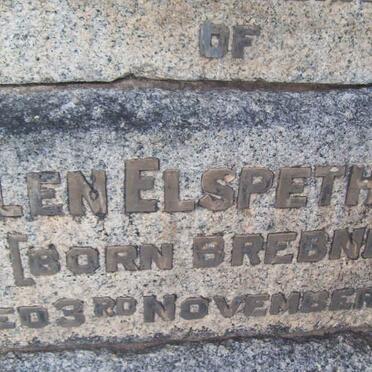 OF
LEN ELSPETH
[BORN BREBNE
ED 3RD NOVEMBER